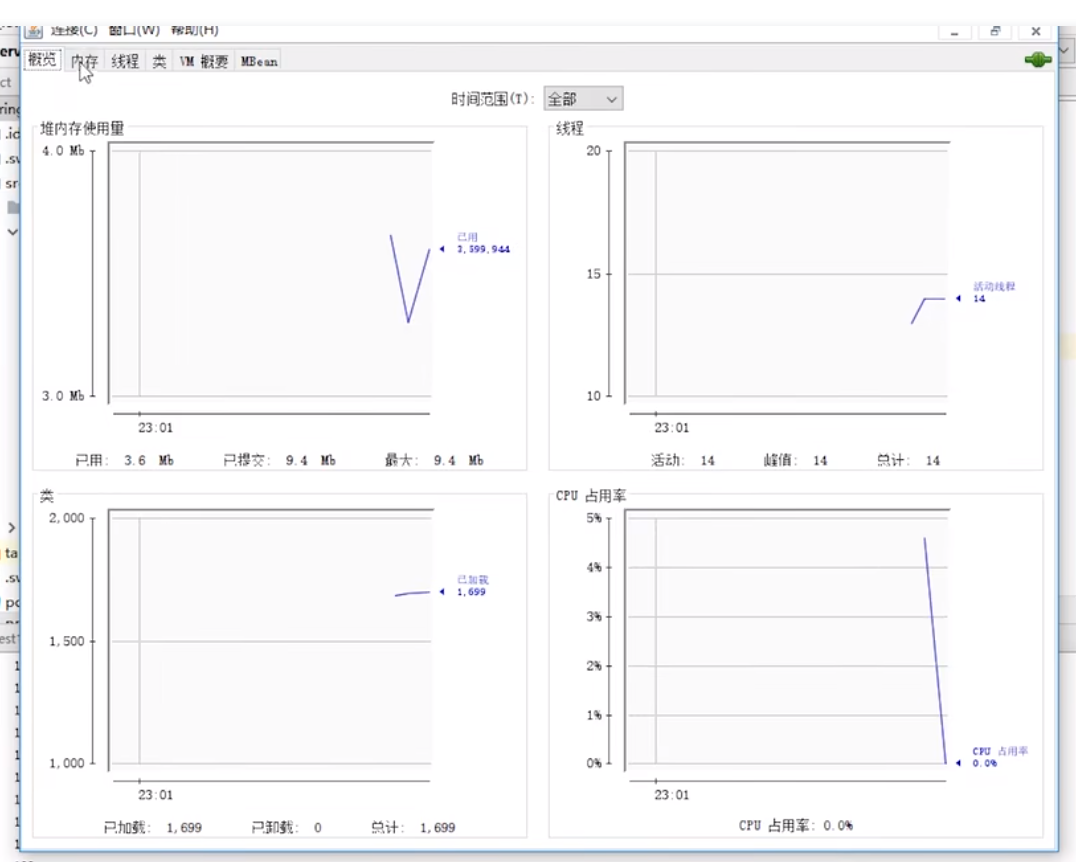 连接(C) 窗口(W) 帮助(H)
概览 内存 线程 类 VM 概要 MBean
时间范围(T): 全部
堆内存使用量
4.0 Mb
3.0 Mb
已用
3,599,944
23:01
已用: 3.6 Mb 已提交: 9.4 Mb 最大: 9.4 Mb
线程
20
15
10
活动线程
14
23:01
活动: 14 峰值: 14 总计: 14
类
2,000
1,500
1,000
已加载
1,699
23:01
已加载: 1,699 已卸载: 0 总计: 1,699
CPU 占用率
5%
4%
3%
2%
1%
0%
CPU 占用率
0.0%
23:01
CPU 占用率: 0.0%